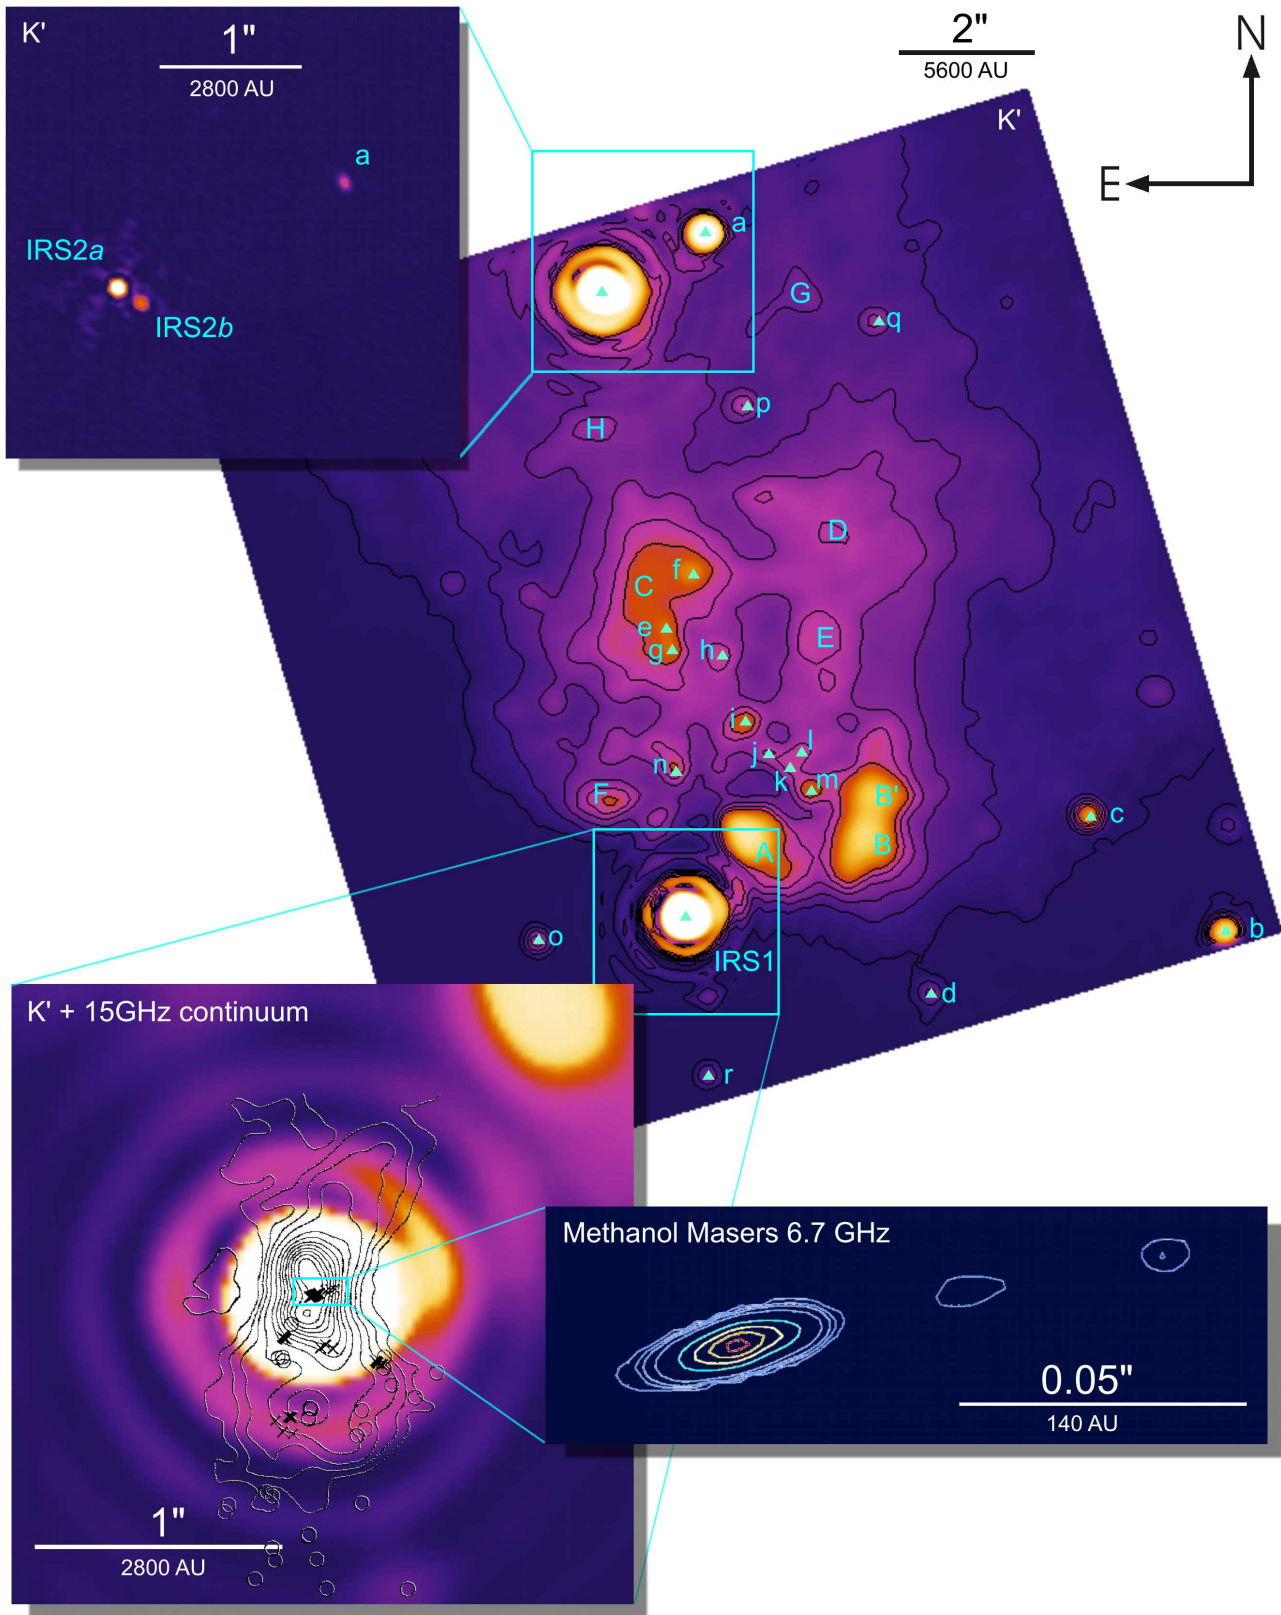 K'
1"
2800 AU
a
IRS2a
IRS2b
2"
5600 AU
N
E
K'
a
G
q
p
H
D
f
C
e
E
g
h
i
l
j
k
n
m
F
B'
A
B
c
o
IRS1
b
d
r
K' + 15GHz continuum
1"
2800 AU
Methanol Masers 6.7 GHz
0.05"
140 AU